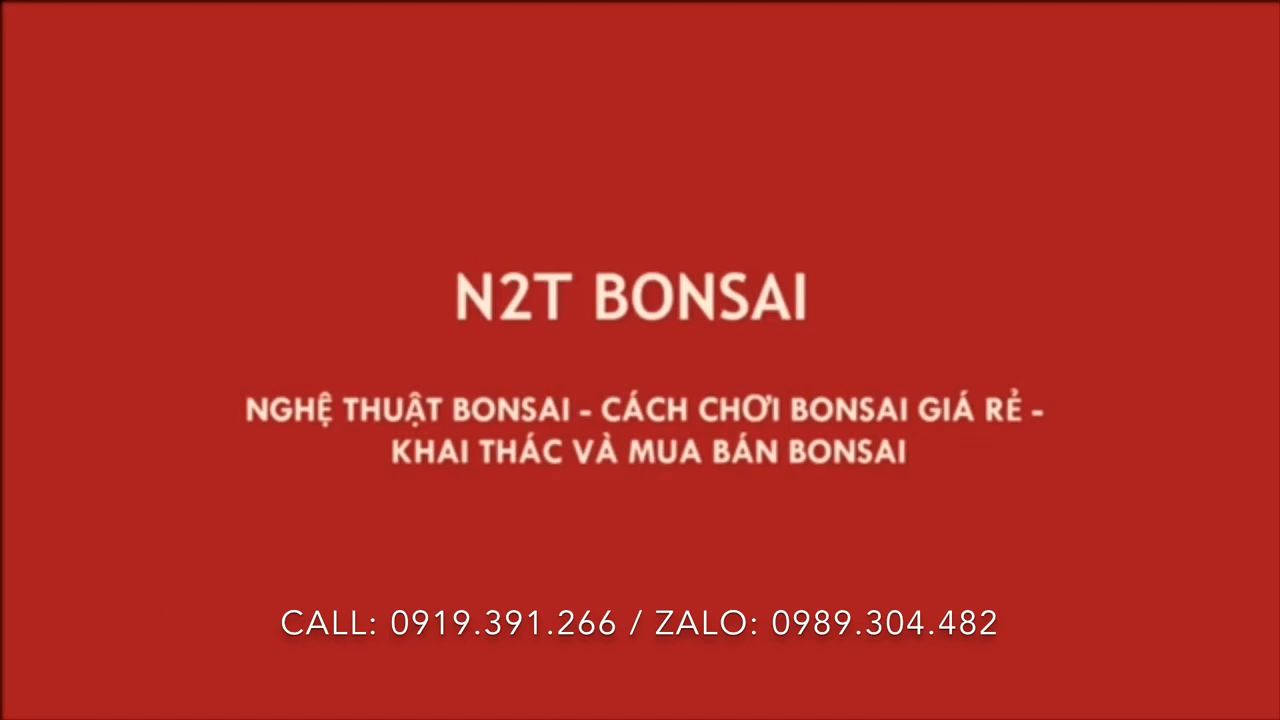 N2T BONSAI
NGHỆ THUẬT BONSAI - CÁCH CHƠI BONSAI GIÁ RẺ -
KHAI THÁC VÀ MUA BÁN BONSAI
CALL: 0919.391.266 / ZALO: 0989.304.482